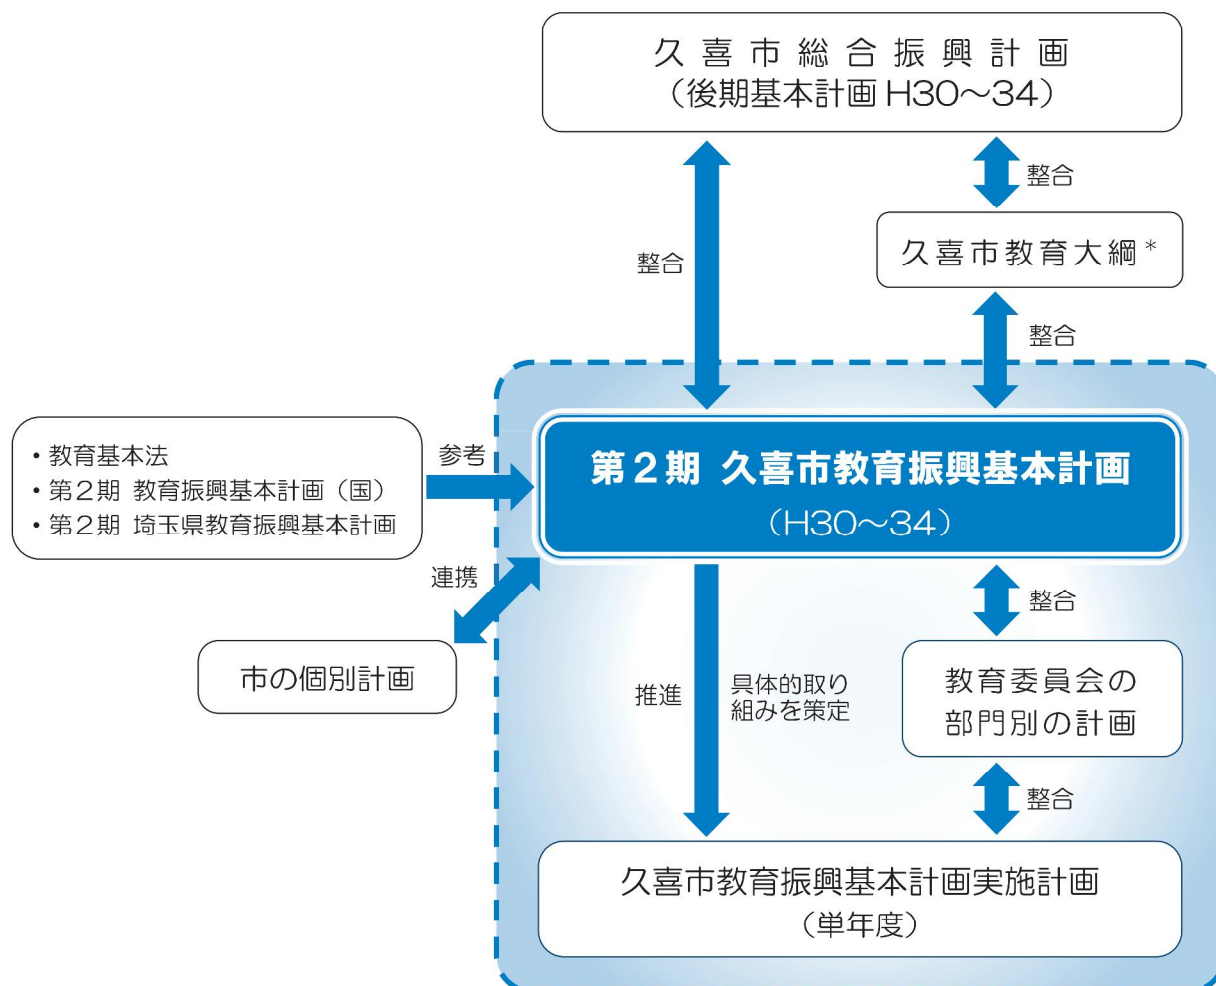 久喜市総合振興計画
（後期基本計画 H30～34）
整合
久喜市教育大綱*
整合
整合
・教育基本法
・第２期 教育振興基本計画（国）
・第２期 埼玉県教育振興基本計画
参考
第２期 久喜市教育振興基本計画
（H30～34）
連携
市の個別計画
整合
推進
具体的取り
組みを策定
教育委員会の
部門別の計画
整合
久喜市教育振興基本計画実施計画
（単年度）